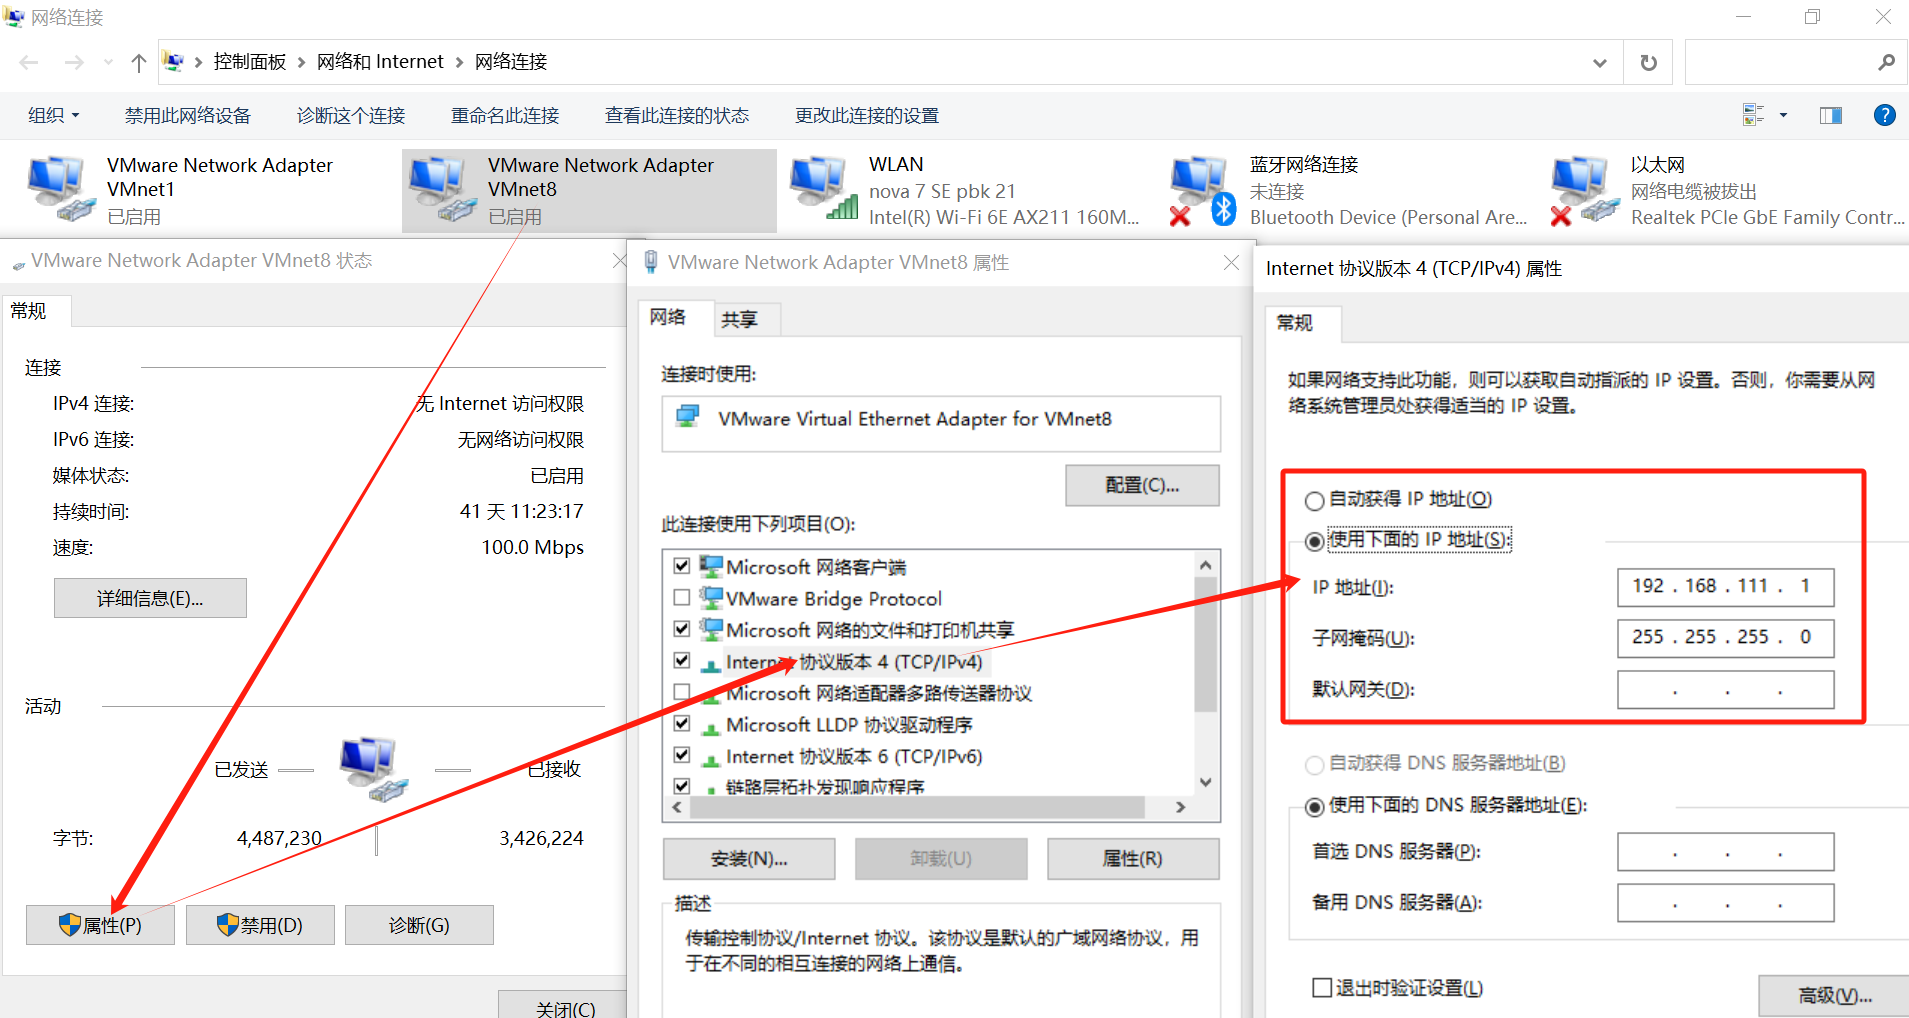 网络连接
控制面板 › 网络和 Internet › 网络连接
组织 禁用此网络设备 诊断这个连接 重命名此连接 查看此连接的状态 更改此连接的设置
VMware Network Adapter
VMnet1
已启用
VMware Network Adapter
VMnet8
已启用
WLAN
nova 7 SE pbk 21
Intel(R) Wi-Fi 6E AX211 160M...
蓝牙网络连接
未连接
Bluetooth Device (Personal Are...
以太网
网络电缆被拔出
Realtek PCIe GbE Family Contr...
VMware Network Adapter VMnet8 状态
常规
连接
IPv4 连接: 无 Internet 访问权限
IPv6 连接: 无网络访问权限
媒体状态: 已启用
持续时间: 41 天 11:23:17
速度: 100.0 Mbps
详细信息(E)...
活动
已发送 已接收
字节: 4,487,230 3,426,224
属性(P) 禁用(D) 诊断(G)
关闭(C)
VMware Network Adapter VMnet8 属性
网络 共享
连接时使用:
VMware Virtual Ethernet Adapter for VMnet8
配置(C)...
此连接使用下列项目(O):
Microsoft 网络客户端
VMware Bridge Protocol
Microsoft 网络的文件和打印机共享
Internet 协议版本 4 (TCP/IPv4)
Microsoft 网络适配器多路传送器协议
Microsoft LLDP 协议驱动程序
Internet 协议版本 6 (TCP/IPv6)
链路层拓扑发现响应程序
安装(N)... 卸载(U) 属性(R)
描述
传输控制协议/Internet 协议。该协议是默认的广域网络协议，用
于在不同的相互连接的网络上通信。
Internet 协议版本 4 (TCP/IPv4) 属性
常规
如果网络支持此功能，则可以获取自动指派的 IP 设置。否则，你需要从网
络系统管理员处获得适当的 IP 设置。
自动获得 IP 地址(O)
使用下面的 IP 地址(S):
IP 地址(I): 192 . 168 . 111 . 1
子网掩码(U): 255 . 255 . 255 . 0
默认网关(D): . . .
自动获得 DNS 服务器地址(B)
使用下面的 DNS 服务器地址(E):
首选 DNS 服务器(P): . . .
备用 DNS 服务器(A): . . .
退出时验证设置(L)
高级(V)...